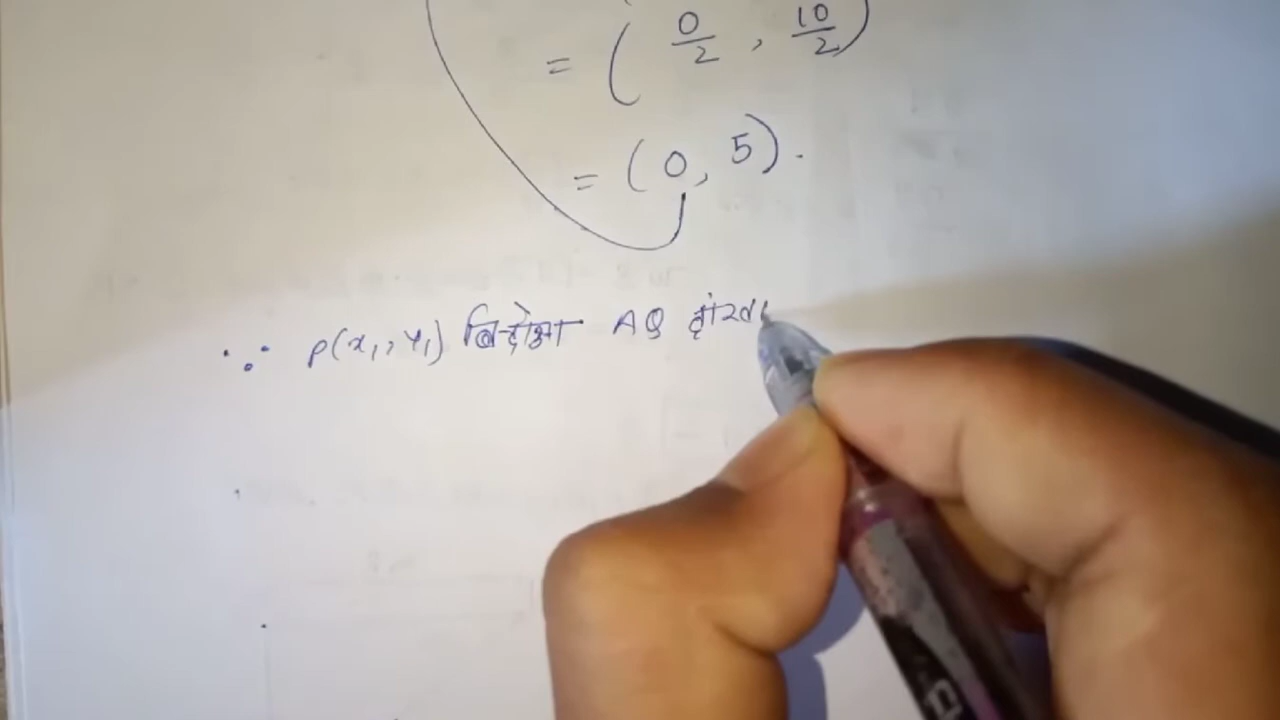 = ( 0/2 , 10/2 )
= (0, 5).
∵ P(x₁, y₁) AQ